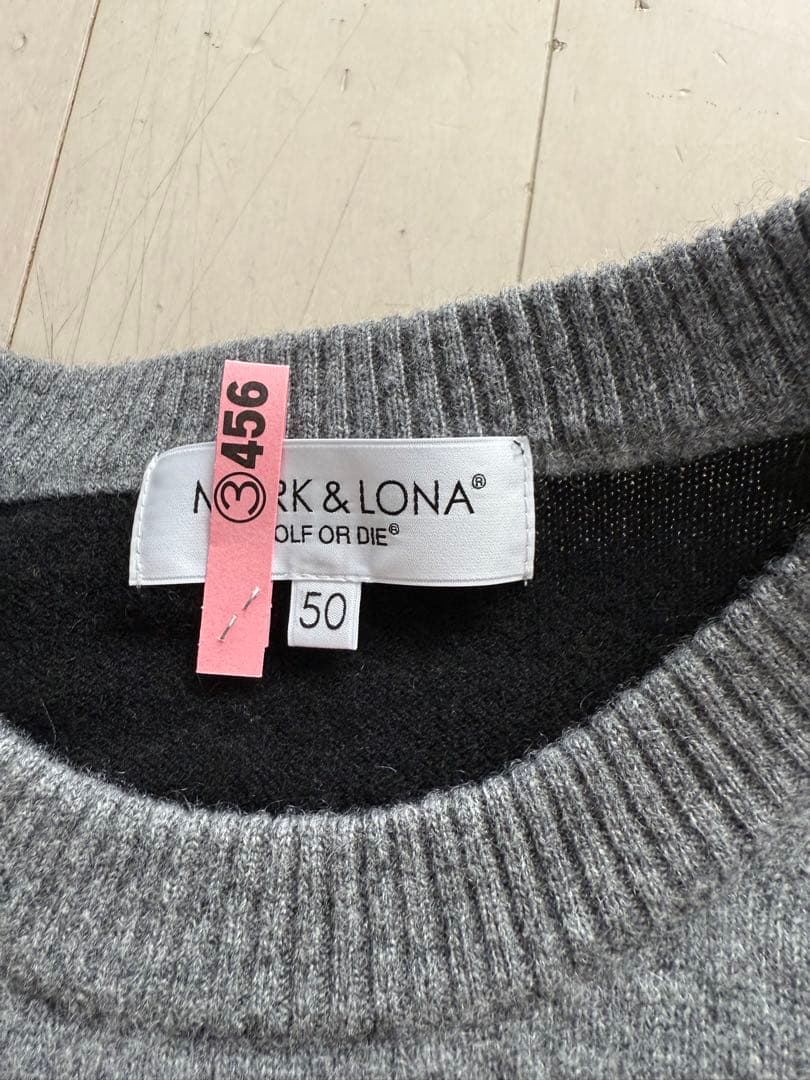 ③456
M RK & LONA®
OLF OR DIE®
50